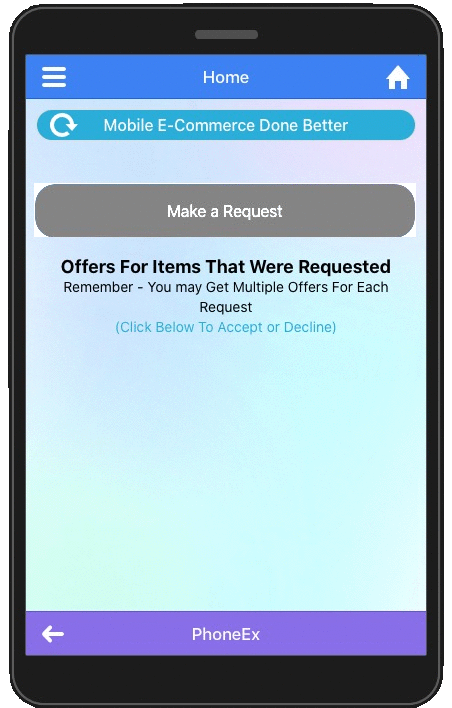 Home
Mobile E-Commerce Done Better
Make a Request
Offers For Items That Were Requested
Remember - You may Get Multiple Offers For Each
Request
(Click Below To Accept or Decline)
PhoneEx